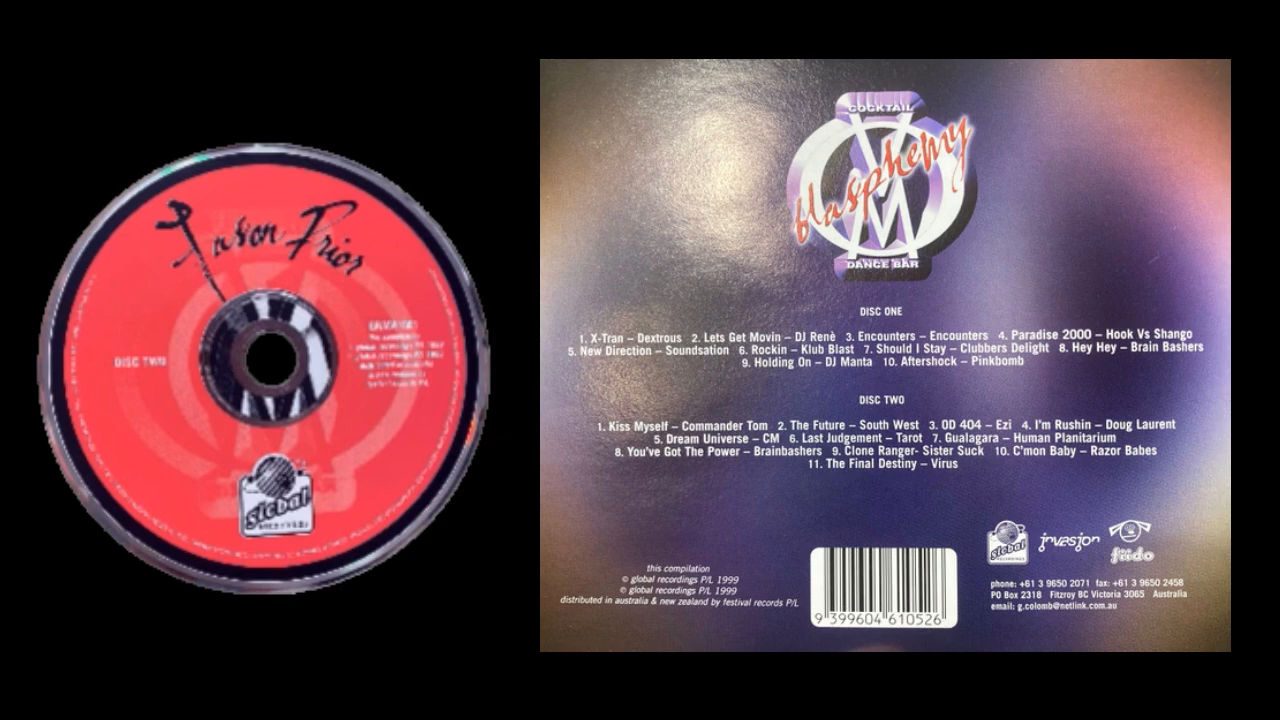 Jason Prior
DISC TWO
global
COCKTAIL
blasphemy
DANCE BAR
DISC ONE
1. X-Tran – Dextrous 2. Lets Get Movin – DJ Renè 3. Encounters – Encounters 4. Paradise 2000 – Hook Vs Shango
5. New Direction – Soundsation 6. Rockin – Klub Blast 7. Should I Stay – Clubbers Delight 8. Hey Hey – Brain Bashers
9. Holding On – DJ Manta 10. Aftershock – Pinkbomb
DISC TWO
1. Kiss Myself – Commander Tom 2. The Future – South West 3. OD 404 – Ezi 4. I'm Rushin – Doug Laurent
5. Dream Universe – CM 6. Last Judgement – Tarot 7. Gualagara – Human Planitarium
8. You've Got The Power – Brainbashers 9. Clone Ranger- Sister Suck 10. C'mon Baby – Razor Babes
11. The Final Destiny – Virus
this compilation
© global recordings P/L 1999
© global recordings P/L 1999
distributed in australia & new zealand by festival records P/L
9 399604 610526
global
invasion
fiido
phone: +61 3 9650 2071 fax: +61 3 9650 2458
PO Box 2318 Fitzroy BC Victoria 3065 Australia
email: g.colomb@netlink.com.au